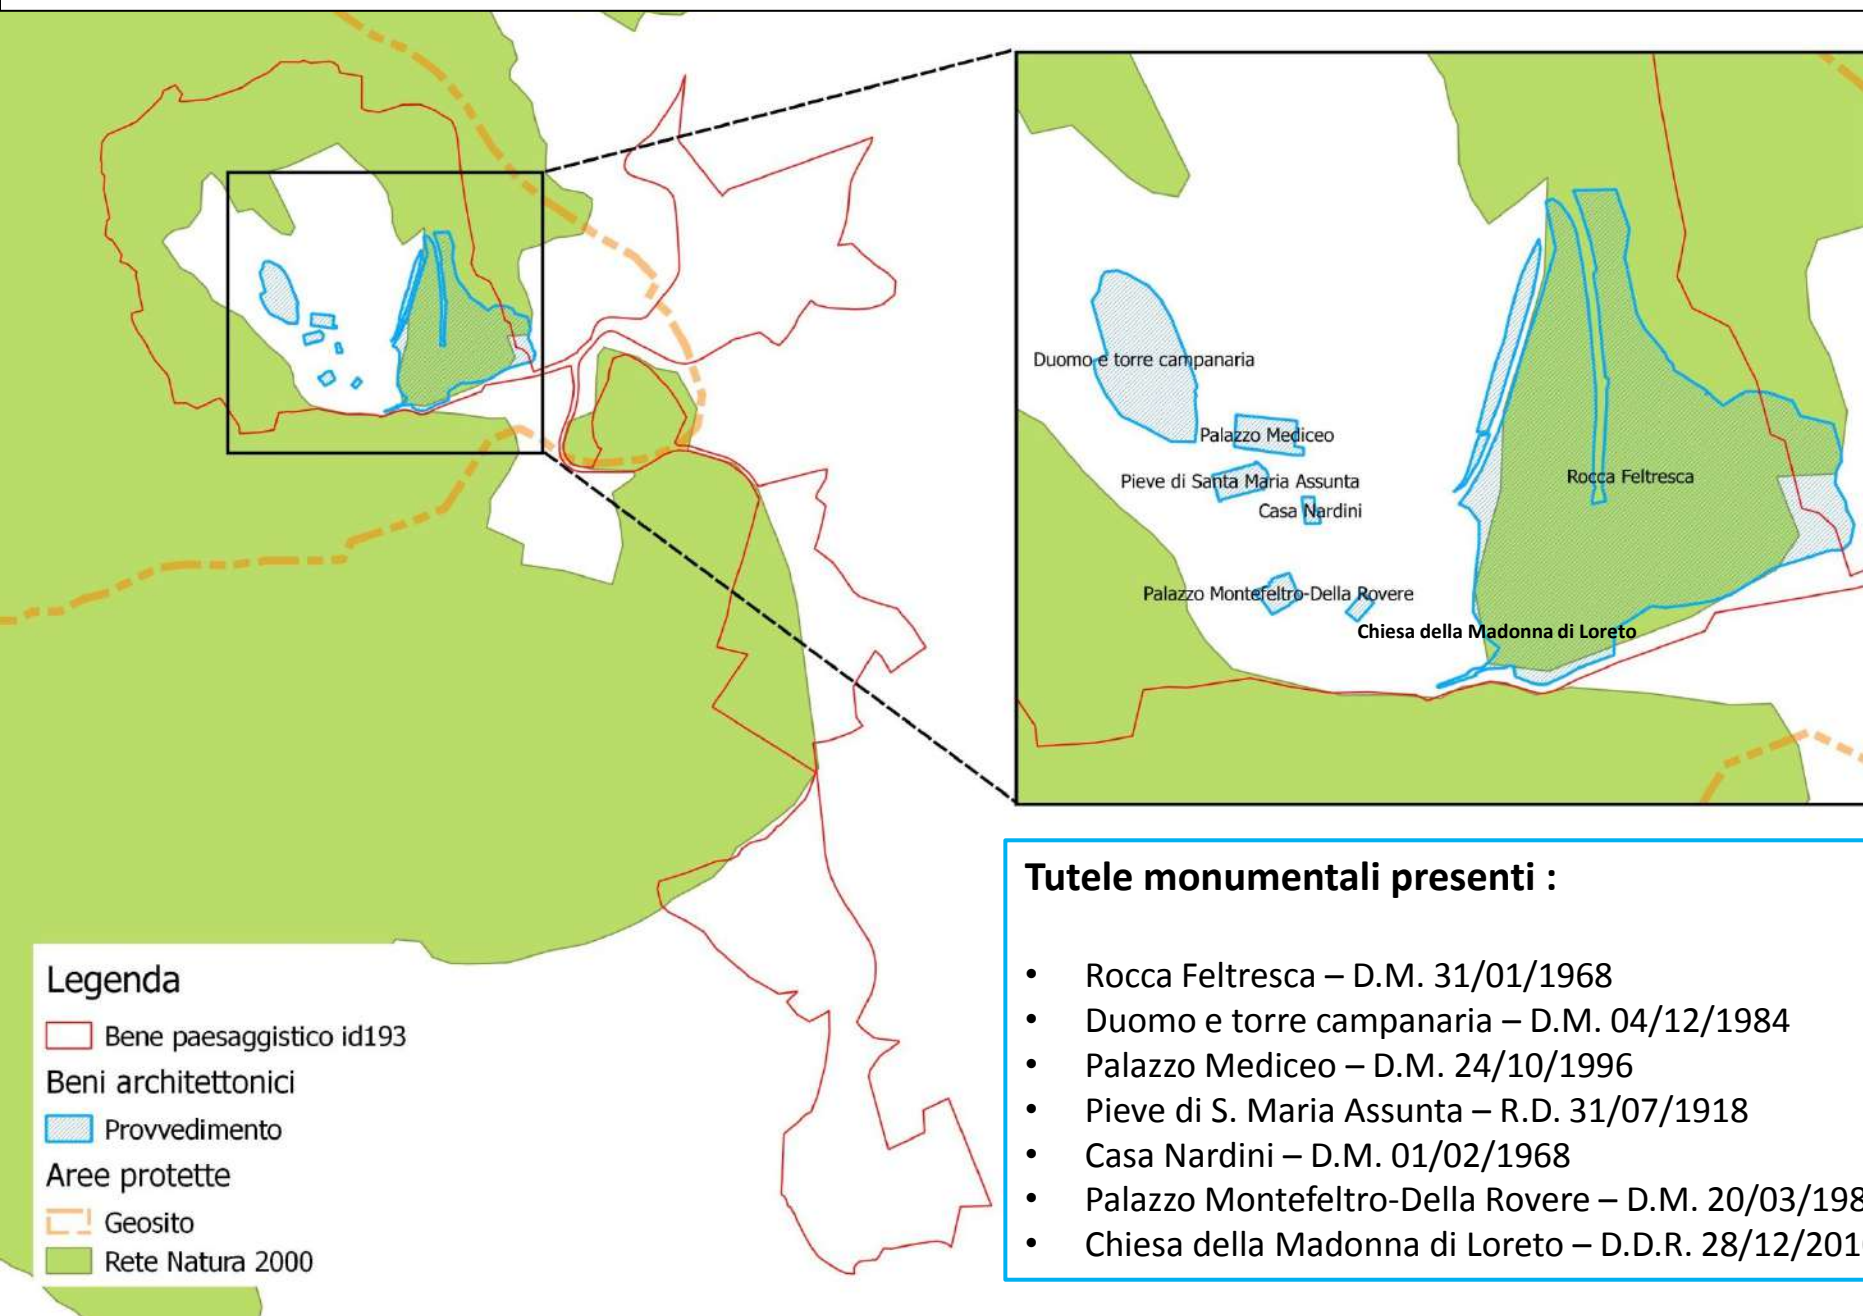 Duomo e torre campanaria
Palazzo Mediceo
Pieve di Santa Maria Assunta
Casa Nardini
Rocca Feltresca
Palazzo Montefeltro-Della Rovere
Chiesa della Madonna di Loreto
Tutele monumentali presenti :
• Rocca Feltresca – D.M. 31/01/1968
• Duomo e torre campanaria – D.M. 04/12/1984
• Palazzo Mediceo – D.M. 24/10/1996
• Pieve di S. Maria Assunta – R.D. 31/07/1918
• Casa Nardini – D.M. 01/02/1968
• Palazzo Montefeltro-Della Rovere – D.M.
• Chiesa della Madonna di Loreto – D.D.R.
Legenda
Bene paesaggistico id193
Beni architettonici
Provvedimento
Aree protette
Geosito
Rete Natura 2000